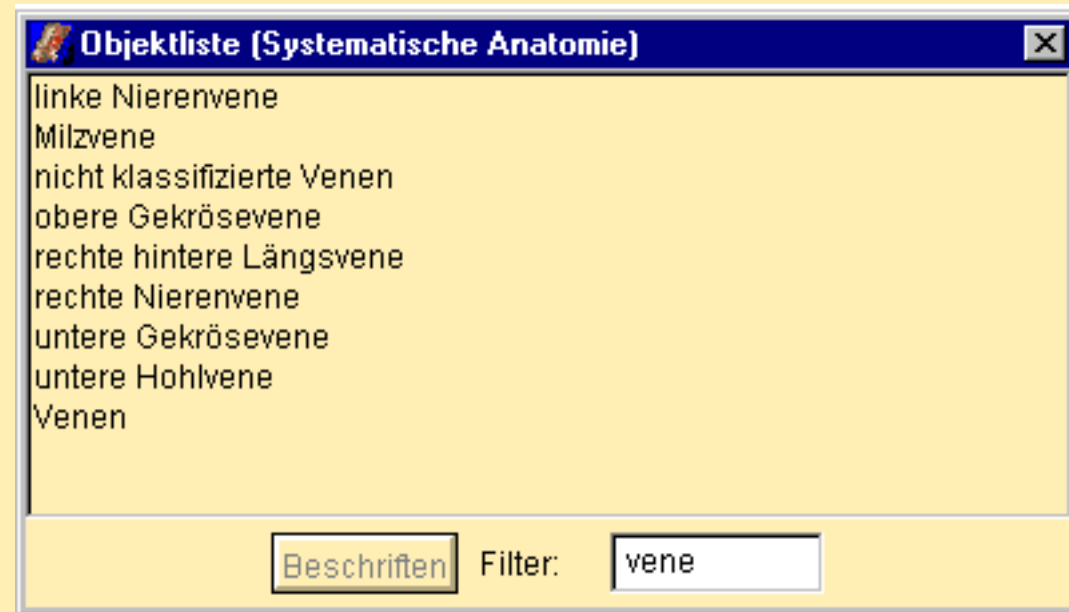 Objektliste (Systematische Anatomie)
linke Nierenvene
Milzvene
nicht klassifizierte Venen
obere Gekrösevene
rechte hintere Längsvene
rechte Nierenvene
untere Gekrösevene
untere Hohlvene
Venen
Beschriften Filter: vene